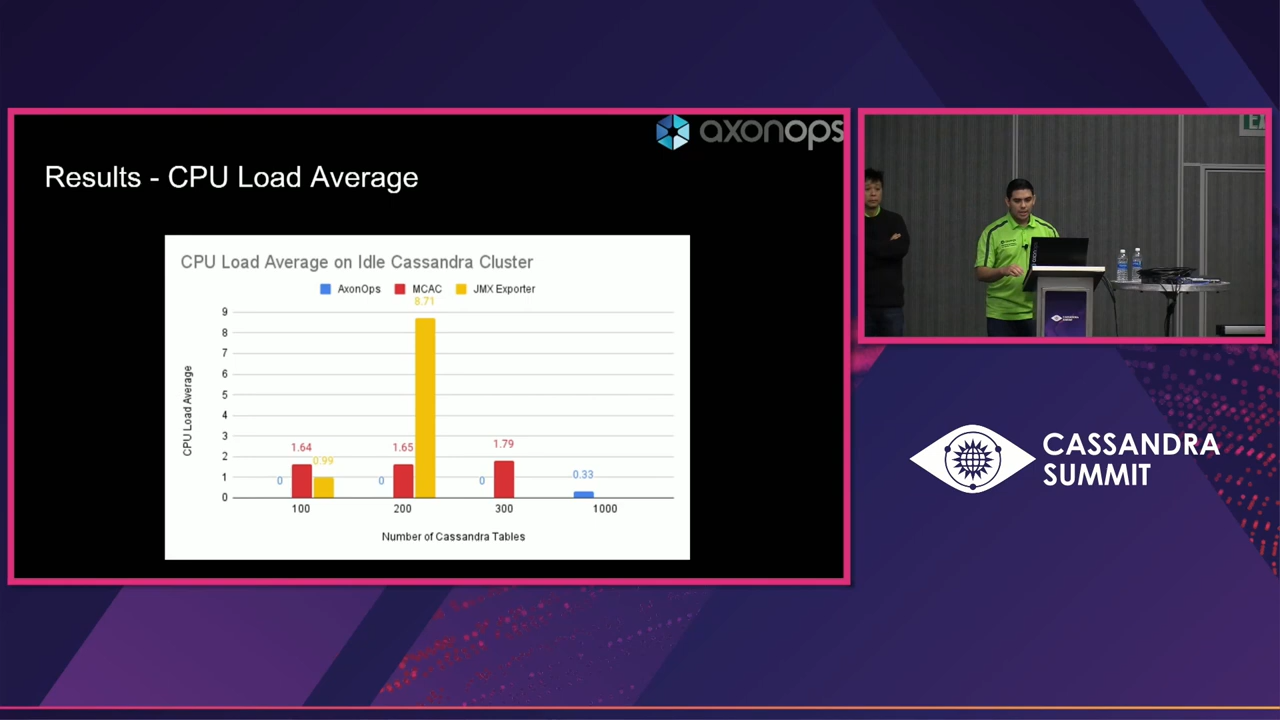 axonops
Results - CPU Load Average
CPU Load Average on Idle Cassandra Cluster
AxonOps MCAC JMX Exporter
8.71
9
8
7
6
5
4
3
2
1
0
CPU Load Average
1.64
0.99
0
1.65
0
1.79
0
0.33
100 200 300 1000
Number of Cassandra Tables
CASSANDRA
SUMMIT